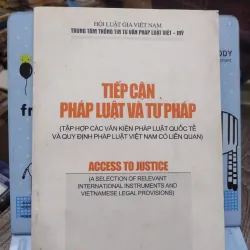 HỘI LUẬT GIA VIỆT NAM
TRUNG TÂM THÔNG TIN TƯ VẤN PHÁP LUẬT VIỆT - MỸ
TIẾP CẬN
PHÁP LUẬT VÀ TƯ PHÁP
(TẬP HỢP CÁC VĂN KIỆN PHÁP LUẬT QUỐC TẾ
VÀ QUY ĐỊNH PHÁP LUẬT VIỆT NAM CÓ LIÊN QUAN)
ACCESS TO JUSTICE
(A SELECTION OF RELEVANT
INTERNATIONAL INSTRUMENTS AND
VIETNAMESE LEGAL PROVISIONS)